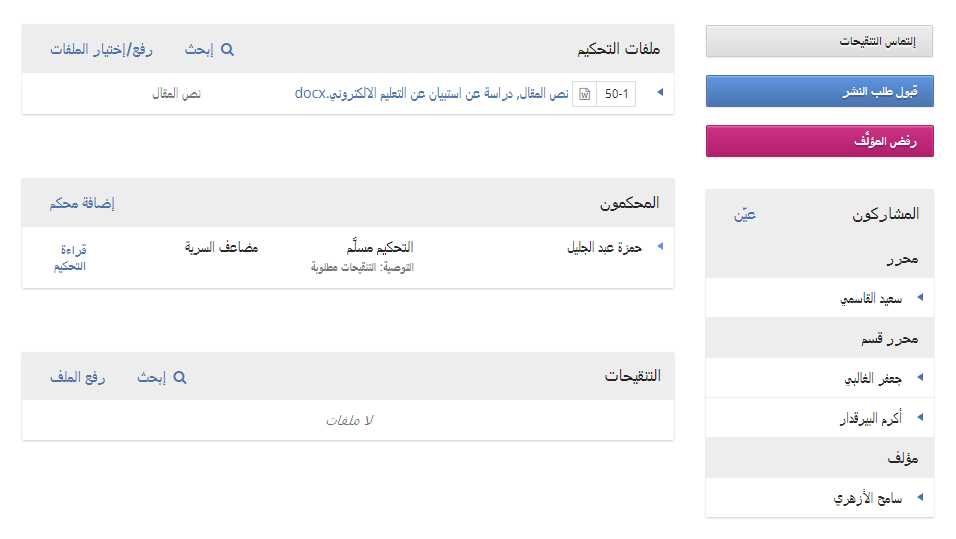 إلتماس التنقيحات
قبول طلب النشر
رفض المؤلَّف
المشاركون
عيّن
محرر
سعيد القاسمي
محرر قسم
جعفر الغالبي
أكرم البيرقدار
مؤلف
سامح الأزهري
ملفات التحكيم
إبحث
رفع/إختيار الملفات
50-1
نص المقال, دراسة عن استبيان عن التعليم الالكتروني.docx
نص المقال
المحكمون
إضافة محكم
حمزة عبد الجليل
التحكيم مسلَّم
التوصية: التنقيحات مطلوبة
مضاعف السرية
قراءة
التحكيم
التنقيحات
إبحث
رفع الملف
لا ملفات